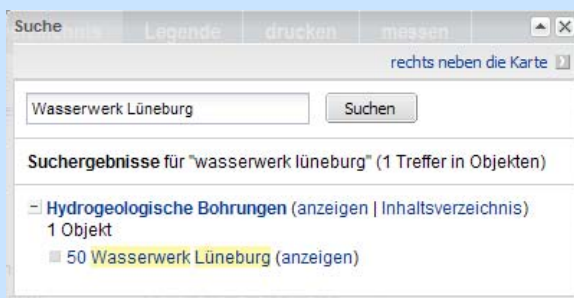 Suche
Legende drucken messen
rechts neben die Karte
Wasserwerk Lüneburg Suchen
Suchergebnisse für "wasserwerk lüneburg" (1 Treffer in Objekten)
Hydrogeologische Bohrungen (anzeigen | Inhaltsverzeichnis)
1 Objekt
50 Wasserwerk Lüneburg (anzeigen)